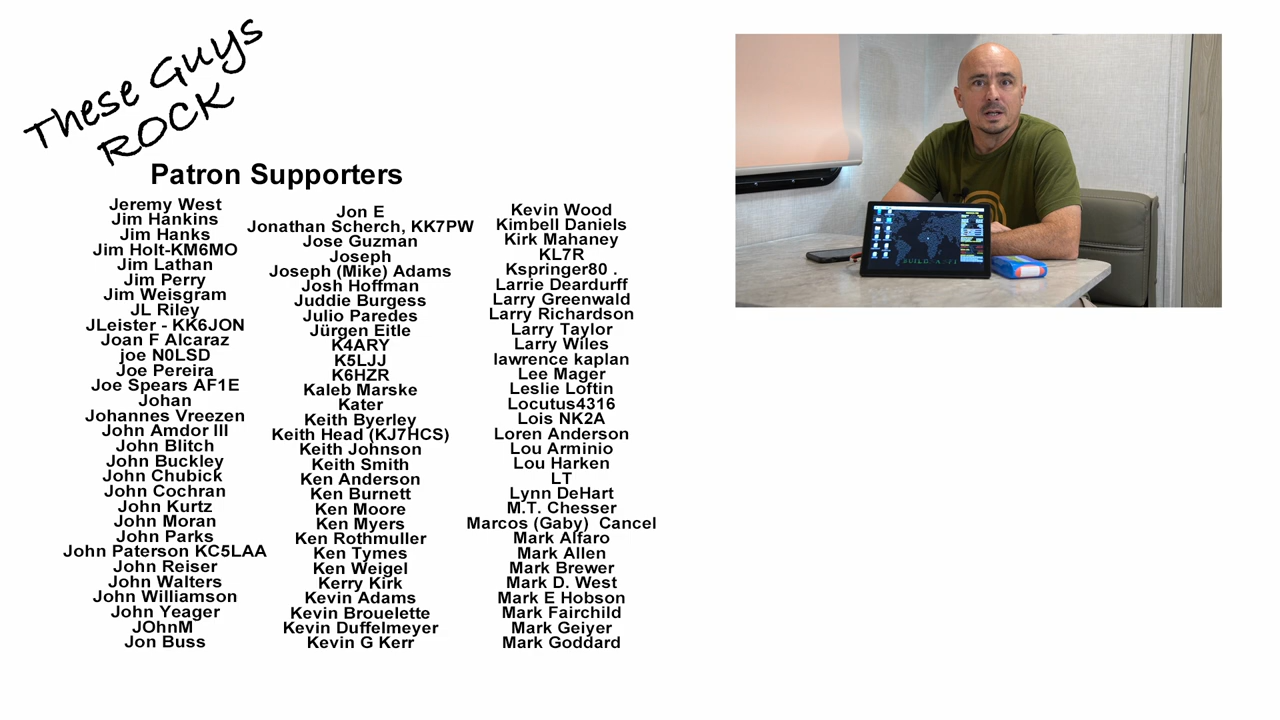 These Guys
ROCK
Patron Supporters
Jeremy West
Jim Hankins
Jim Hanks
Jim Holt-KM6MO
Jim Lathan
Jim Perry
Jim Weisgram
JL Riley
JLeister - KK6JON
Joan F Alcaraz
joe N0LSD
Joe Pereira
Joe Spears AF1E
Johan
Johannes Vreezen
John Amdor III
John Blitch
John Buckley
John Chubick
John Cochran
John Kurtz
John Moran
John Parks
John Paterson KC5LAA
John Reiser
John Walters
John Williamson
John Yeager
JOhnM
Jon Buss
Jon E
Jonathan Scherch, KK7PW
Jose Guzman
Joseph
Joseph (Mike) Adams
Josh Hoffman
Juddie Burgess
Julio Paredes
Jürgen Eitle
K4ARY
K5LJJ
K6HZR
Kaleb Marske
Kater
Keith Byerley
Keith Head (KJ7HCS)
Keith Johnson
Keith Smith
Ken Anderson
Ken Burnett
Ken Moore
Ken Myers
Ken Rothmuller
Ken Tymes
Ken Weigel
Kerry Kirk
Kevin Adams
Kevin Brouelette
Kevin Duffelmeyer
Kevin G Kerr
Kevin Wood
Kimbell Daniels
Kirk Mahaney
KL7R
Kspringer80 .
Larrie Deardurff
Larry Greenwald
Larry Richardson
Larry Taylor
Larry Wiles
lawrence kaplan
Lee Mager
Leslie Loftin
Locutus4316
Lois NK2A
Loren Anderson
Lou Arminio
Lou Harken
LT
Lynn DeHart
M.T. Chesser
Marcos (Gaby)  Cancel
Mark Alfaro
Mark Allen
Mark Brewer
Mark D. West
Mark E Hobson
Mark Fairchild
Mark Geiyer
Mark Goddard